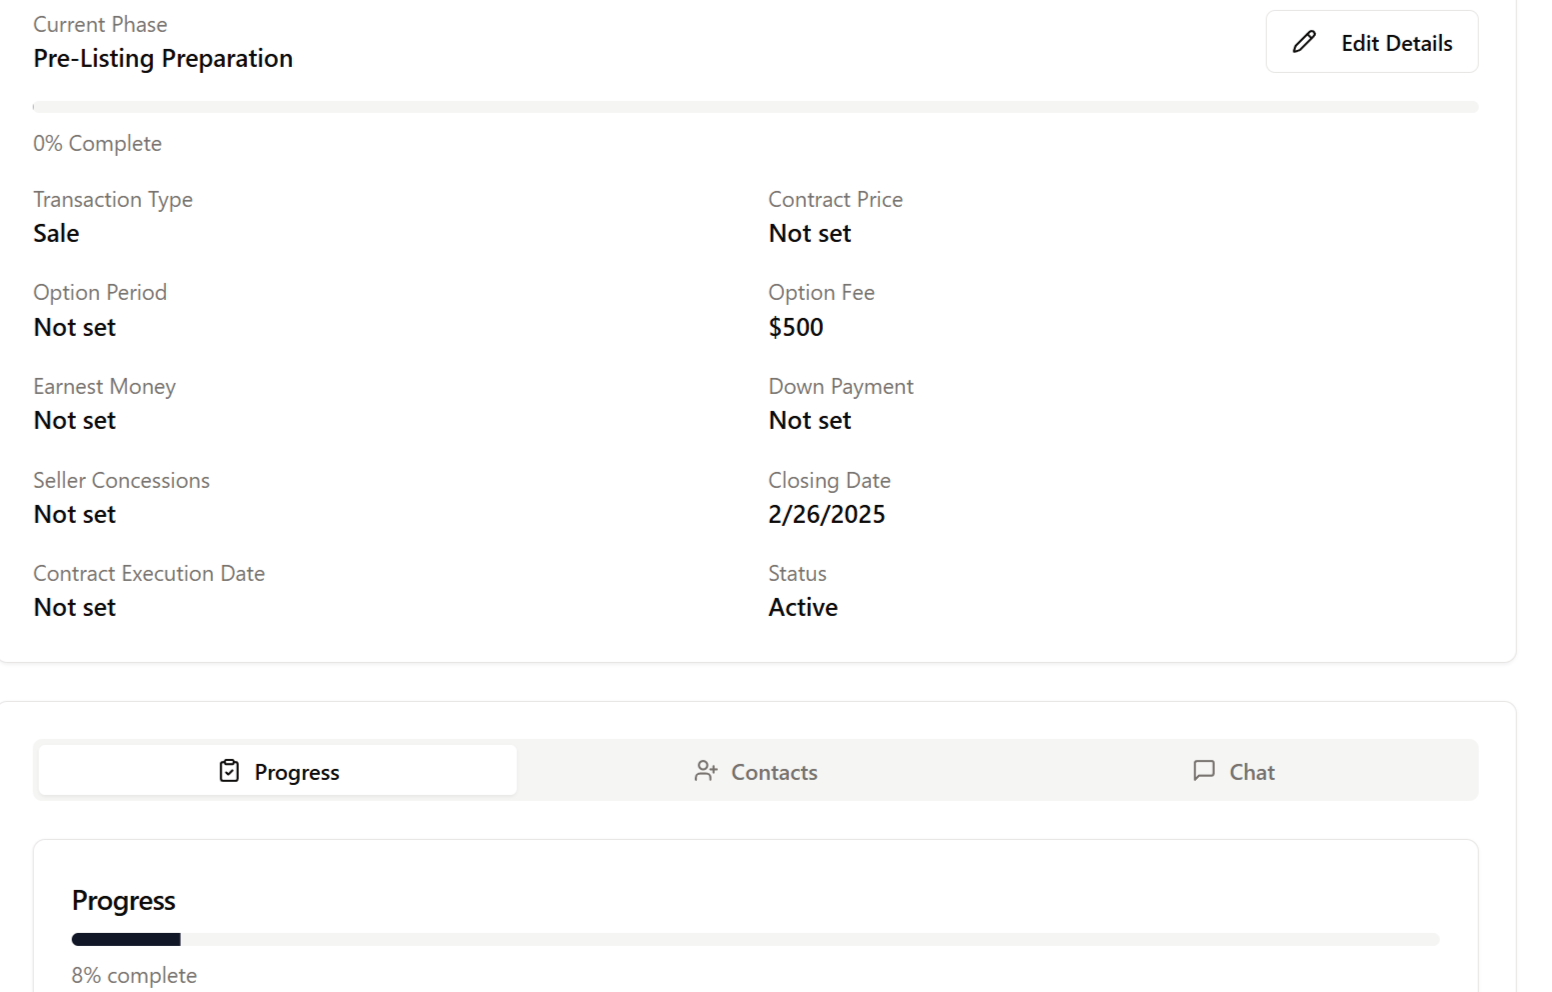 Current Phase
Pre-Listing Preparation
Edit Details
0% Complete
Transaction Type
Sale
Contract Price
Not set
Option Period
Not set
Option Fee
$500
Earnest Money
Not set
Down Payment
Not set
Seller Concessions
Not set
Closing Date
2/26/2025
Contract Execution Date
Not set
Status
Active
Progress
Contacts
Chat
Progress
8% complete